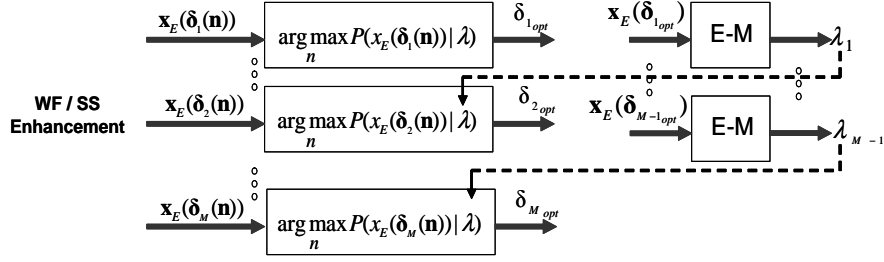 x_E(δ_1(n))
arg max P(x_E(δ_1(n))| λ)
n
δ_1opt
x_E(δ_1opt)
E-M
λ_1
WF / SS
Enhancement
x_E(δ_2(n))
arg max P(x_E(δ_2(n))| λ)
n
δ_2opt
x_E(δ_M−1opt)
E-M
λ_M−1
x_E(δ_M(n))
arg max P(x_E(δ_M(n))| λ)
n
δ_Mopt